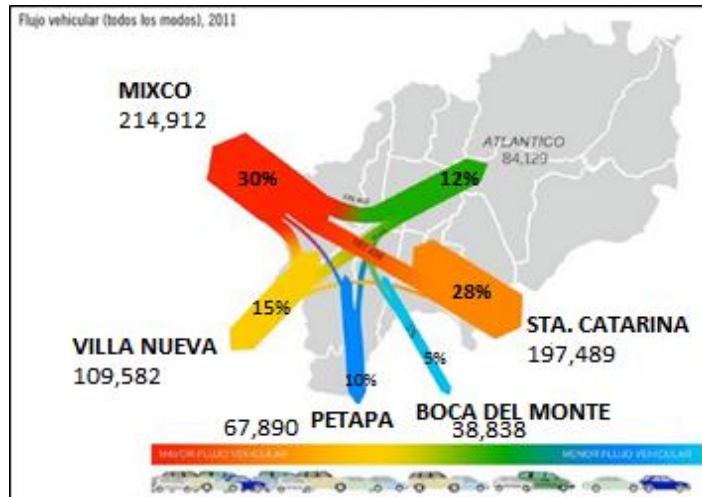 Flujo vehicular (todos los modos), 2011
MIXCO
214,912
ATLANTICO
84,129
30%
12%
15%
28%
VILLA NUEVA
109,582
STA. CATARINA
197,489
10%
5%
PETAPA
67,890
BOCA DEL MONTE
38,838
MAYOR FLUJO VEHICULAR
MENOR FLUJO VEHICULAR